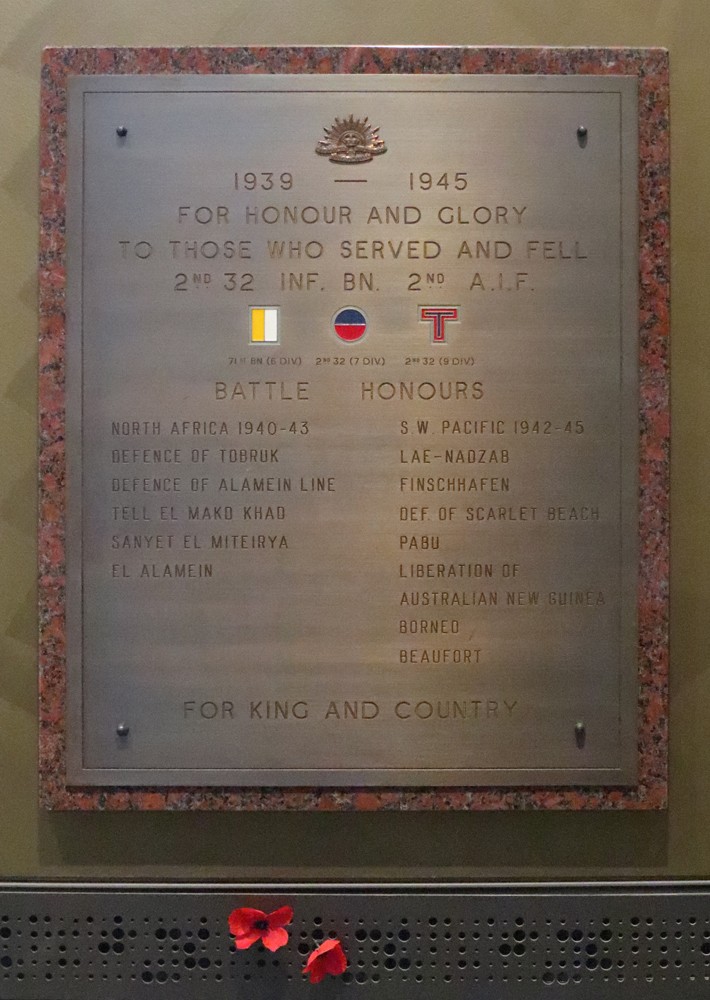 1939 — 1945
FOR HONOUR AND GLORY
TO THOSE WHO SERVED AND FELL
2ND 32 INF. BN. 2ND A.I.F.
71ST BN (6 DIV.) 2ND 32 (7 DIV.) 2ND 32 (9 DIV)
BATTLE HONOURS
NORTH AFRICA 1940-43
DEFENCE OF TOBRUK
DEFENCE OF ALAMEIN LINE
TELL EL MAKD KHAD
SANYET EL MITEIRYA
EL ALAMEIN
S.W. PACIFIC 1942-45
LAE-NADZAB
FINSCHHAFEN
DEF. OF SCARLET BEACH
PABU
LIBERATION OF
AUSTRALIAN NEW GUINEA
BORNEO
BEAUFORT
FOR KING AND COUNTRY